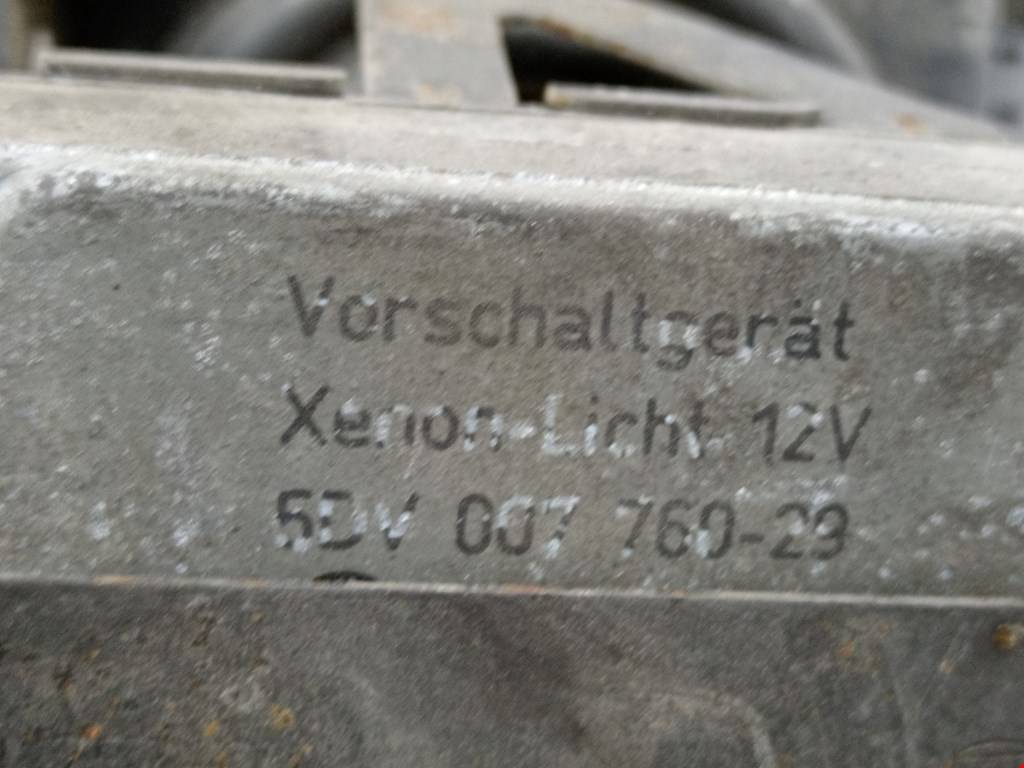 Vorschaltgerät
Xenon-Licht 12V
5DV 007 760-29